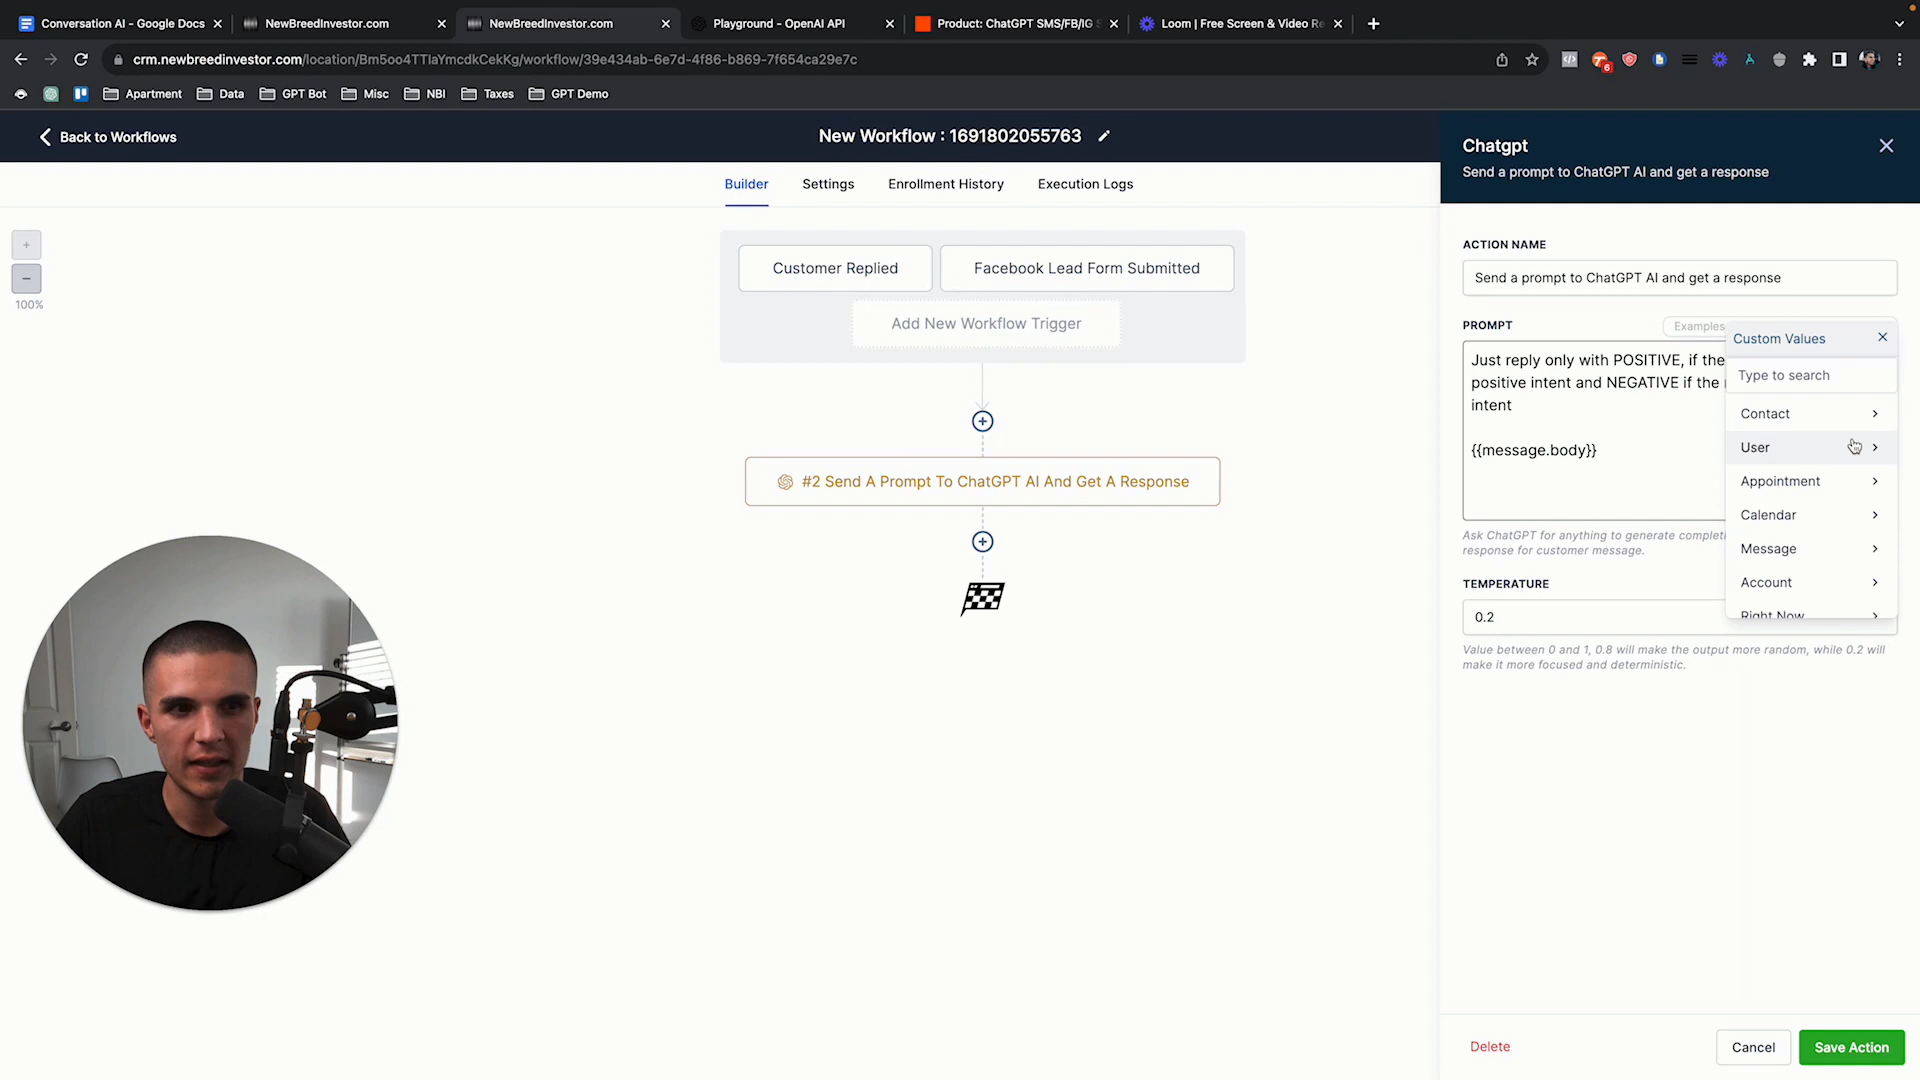 Conversation AI - Google Docs
NewBreedInvestor.com
NewBreedInvestor.com
Playground - OpenAI API
Product: ChatGPT SMS/FB/IG S
Loom | Free Screen & Video Re
crm.newbreedinvestor.com/location/Bm5oo4TTIaYmcdkCekKg/workflow/39e434ab-6e7d-4f86-b869-7f654ca29e7c
6
Apartment
Data
GPT Bot
Misc
NBI
Taxes
GPT Demo
Back to Workflows
New Workflow : 1691802055763
Builder
Settings
Enrollment History
Execution Logs
100%
Customer Replied
Facebook Lead Form Submitted
Add New Workflow Trigger
#2 Send A Prompt To ChatGPT AI And Get A Response
Chatgpt
Send a prompt to ChatGPT AI and get a response
ACTION NAME
Send a prompt to ChatGPT AI and get a response
PROMPT
Examples
Just reply only with POSITIVE, if the
positive intent and NEGATIVE if the
intent
{{message.body}}
Custom Values
Type to search
Contact
User
Appointment
Calendar
Message
Account
Right Now
Ask ChatGPT for anything to generate completi
response for customer message.
TEMPERATURE
0.2
Value between 0 and 1, 0.8 will make the output more random, while 0.2 will
make it more focused and deterministic.
Delete
Cancel
Save Action